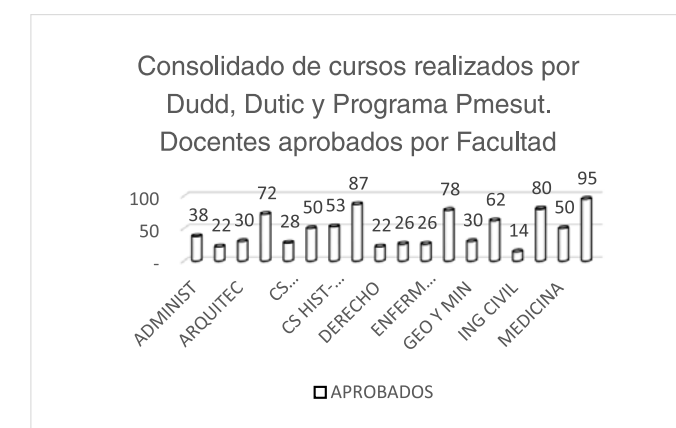 Consolidado de cursos realizados por
Dudd, Dutic y Programa Pmesut.
Docentes aprobados por Facultad
100
50
-
38 22 30 72 28 50 53 87 22 26 26 78 30 62 14 80 50 95
ADMINIST
ARQUITEC
CS...
CS HIST-...
DERECHO
ENFERM...
GEO Y MIN
ING CIVIL
MEDICINA
APROBADOS